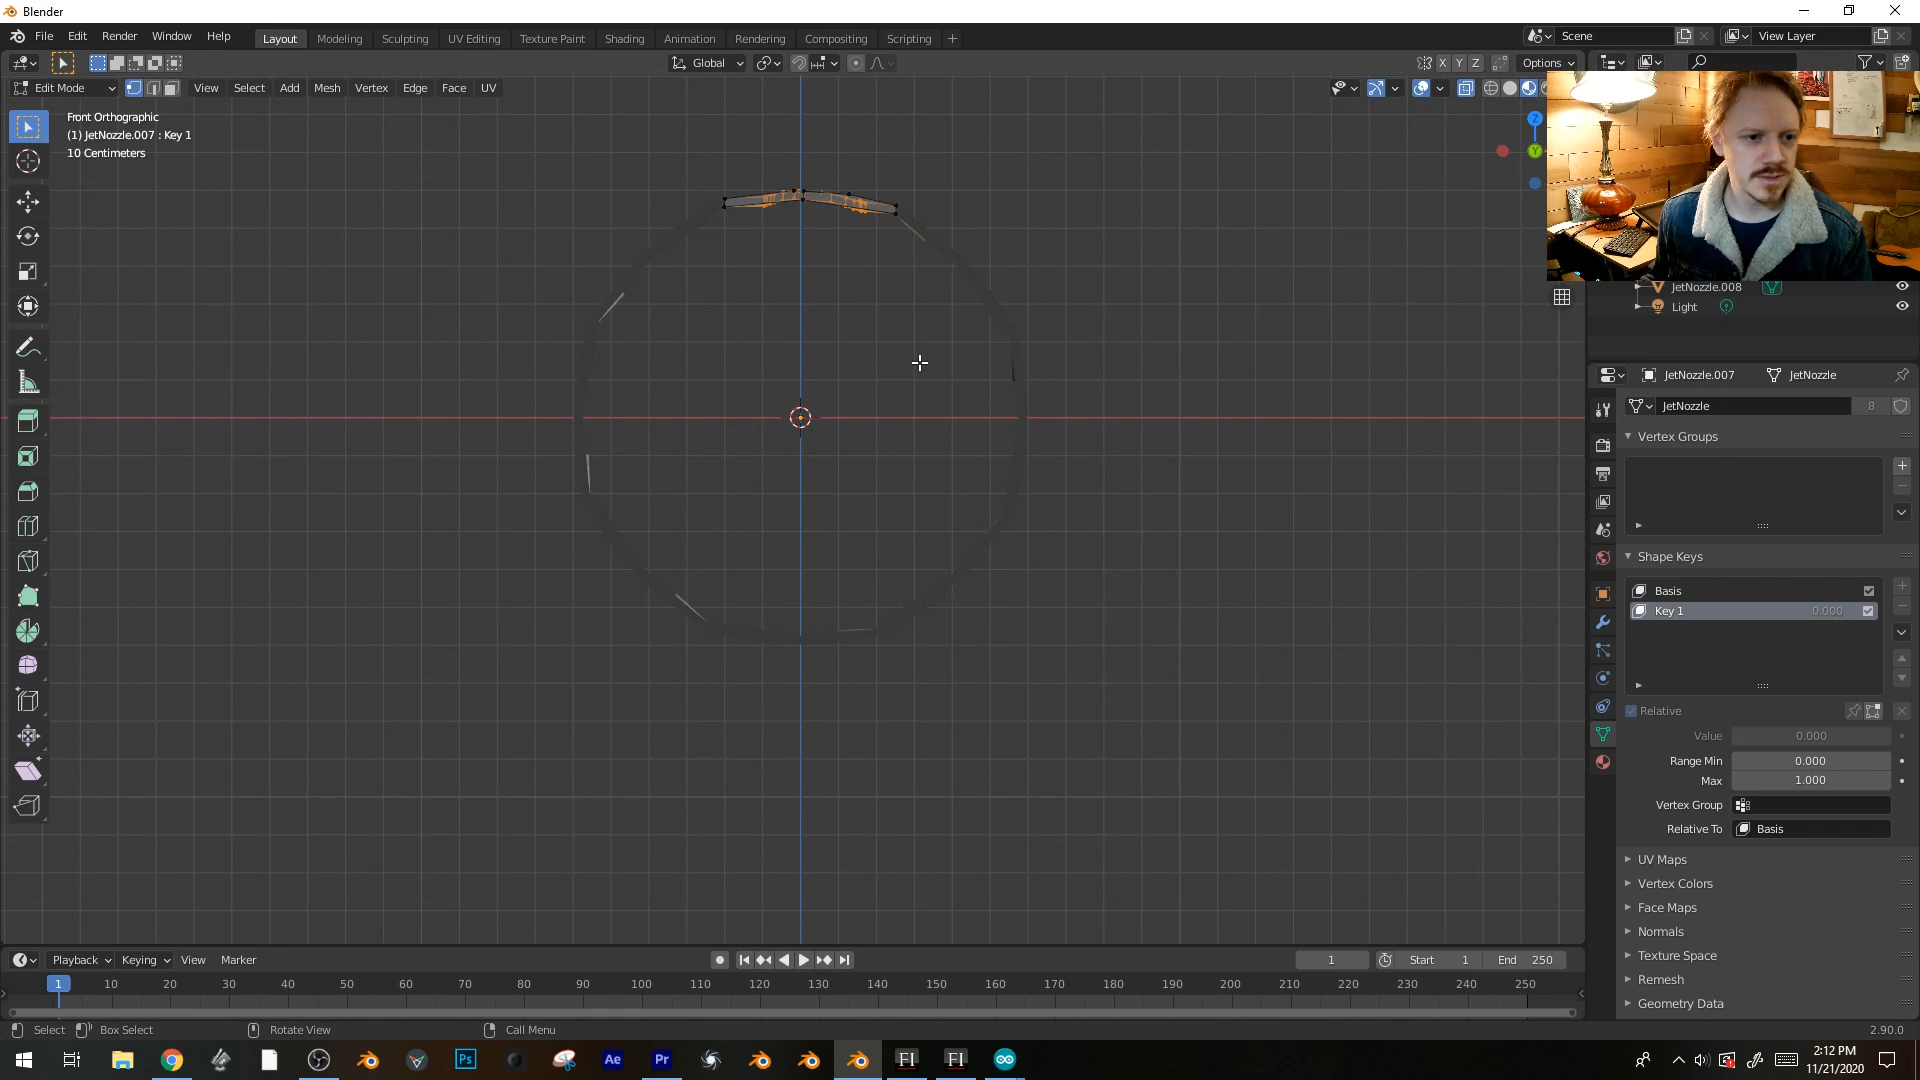 Blender
File Edit Render Window Help
Layout Modeling Sculpting UV Editing Texture Paint Shading Animation Rendering Compositing Scripting +
Scene
View Layer
Global
X Y Z
Options
Edit Mode
View Select Add Mesh Vertex Edge Face UV
Front Orthographic
(1) JetNozzle.007 : Key 1
10 Centimeters
Z
Y
JetNozzle.008
Light
JetNozzle.007
JetNozzle
JetNozzle
8
Vertex Groups
Shape Keys
Basis
Key 1
0.000
Relative
Value 0.000
Range Min 0.000
Max 1.000
Vertex Group
Relative To Basis
UV Maps
Vertex Colors
Face Maps
Normals
Texture Space
Remesh
Geometry Data
Playback Keying View Marker
1
Start 1
End 250
1 10 20 30 40 50 60 70 80 90 100 110 120 130 140 150 160 170 180 190 200 210 220 230 240 250
Select
Box Select
Rotate View
Call Menu
2.90.0
Ps
Ae
Pr
FI
FI
2:12 PM
11/21/2020